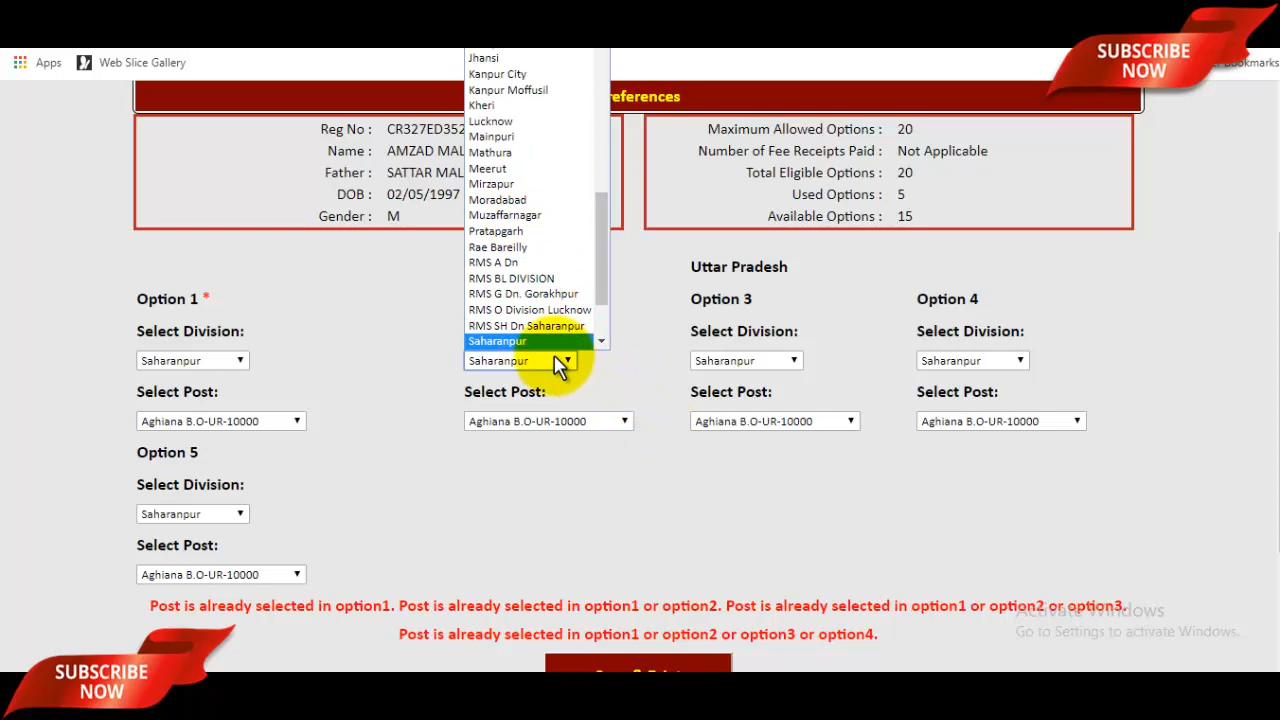 SUBSCRIBE
NOW
Apps Web Slice Gallery
Bookmarks
Jhansi
Kanpur City
Kanpur Moffusil
Kheri
Lucknow
Mainpuri
Mathura
Meerut
Mirzapur
Moradabad
Muzaffarnagar
Pratapgarh
Rae Bareilly
RMS A Dn
RMS BL DIVISION
RMS G Dn. Gorakhpur
RMS O Division Lucknow
RMS SH Dn Saharanpur
Saharanpur
references
Reg No : CR327ED352
Name : AMZAD MAL
Father : SATTAR MAL
DOB : 02/05/1997
Gender : M
Maximum Allowed Options : 20
Number of Fee Receipts Paid : Not Applicable
Total Eligible Options : 20
Used Options : 5
Available Options : 15
Uttar Pradesh
Option 1 * Option 3 Option 4
Select Division: Select Division: Select Division:
Saharanpur Saharanpur Saharanpur Saharanpur
Select Post: Select Post: Select Post: Select Post:
Aghiana B.O-UR-10000 Aghiana B.O-UR-10000 Aghiana B.O-UR-10000 Aghiana B.O-UR-10000
Option 5
Select Division:
Saharanpur
Select Post:
Aghiana B.O-UR-10000
Post is already selected in option1. Post is already selected in option1 or option2. Post is already selected in option1 or option2 or option3.
Post is already selected in option1 or option2 or option3 or option4.
Activate Windows
Go to Settings to activate Windows.
SUBSCRIBE
NOW